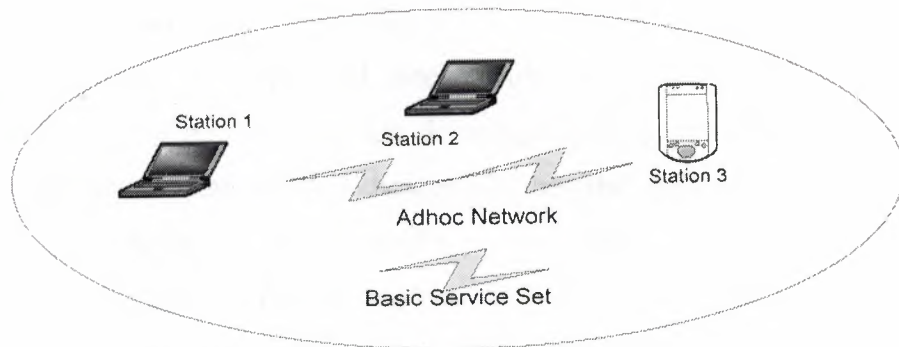 Station 1
Station 2
Station 3
Adhoc Network
Basic Service Set